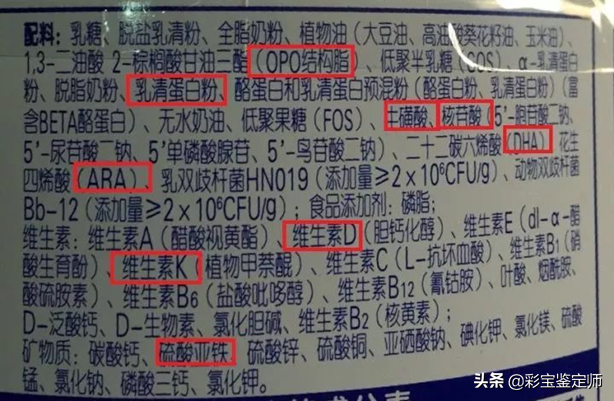 配料：乳糖、脱盐乳清粉、全脂奶粉、植物油（大豆油、高油酸葵花籽油、玉米油）、
1,3-二油酸 2-棕榈酸甘油三酯（OPO结构脂）、低聚半乳糖（GOS）、α-乳清蛋白
粉、脱脂奶粉、乳清蛋白粉、酪蛋白和乳清蛋白预混粉（酪蛋白粉、乳清蛋白粉）（富
含BETA酪蛋白）、无水奶油、低聚果糖（FOS）、牛磺酸、核苷酸（5’-胞苷酸二钠、
5’-尿苷酸二钠、5’单磷酸腺苷、5’-鸟苷酸二钠）、二十二碳六烯酸（DHA）、花生
四烯酸（ARA）、乳双歧杆菌HN019（添加量≥2×10⁶CFU/g）、动物双歧杆菌
Bb-12（添加量≥2×10⁶CFU/g）；食品添加剂：磷脂；
维生素：维生素A（醋酸视黄酯）、维生素D（胆钙化醇）、维生素E（dl-α-醋
酸生育酚）、维生素K（植物甲萘醌）、维生素C（L-抗坏血酸）、维生素B₁（硝
酸硫胺素）、维生素B₆（盐酸吡哆醇）、维生素B₁₂（氰钴胺）、叶酸、烟酰胺、
D-泛酸钙、D-生物素、氯化胆碱、维生素B₂（核黄素）；
矿物质：碳酸钙、硫酸亚铁、硫酸锌、硫酸铜、亚硒酸钠、碘化钾、氯化镁、硫酸
锰、氯化钠、磷酸三钙、氯化钾。
头条 @彩宝鉴定师